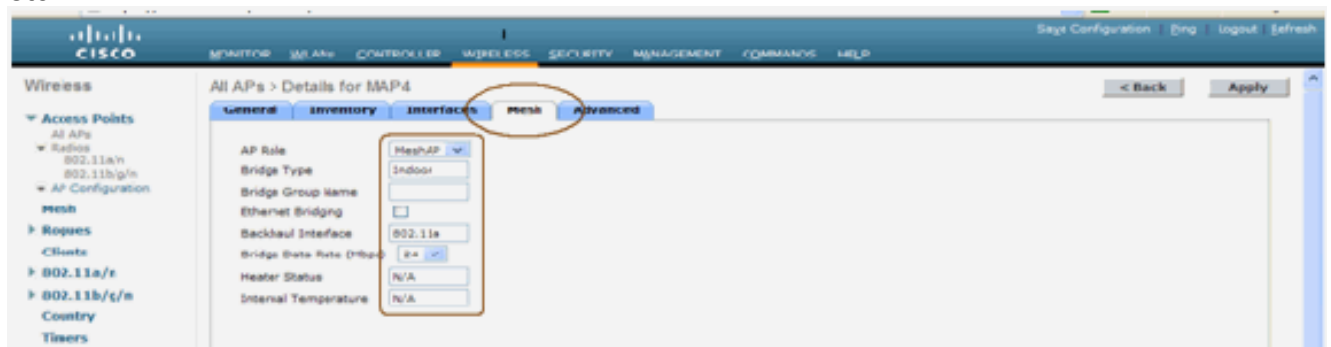 Save Configuration Ping Logout Refresh
CISCO
MONITOR WLANs CONTROLLER WIRELESS SECURITY MANAGEMENT COMMANDS HELP
Wireless
All APs > Details for MAP4
< Back Apply
General Inventory Interfaces Mesh Advanced
Access Points
All APs
Radios
802.11a/n
802.11b/g/n
AP Configuration
Mesh
Rogues
Clients
802.11a/n
802.11b/g/n
Country
Timers
AP Role MeshAP
Bridge Type Indoor
Bridge Group Name
Ethernet Bridging
Backhaul Interface 802.11a
Bridge Data Rate (Mbps) 24
Heater Status N/A
Internal Temperature N/A